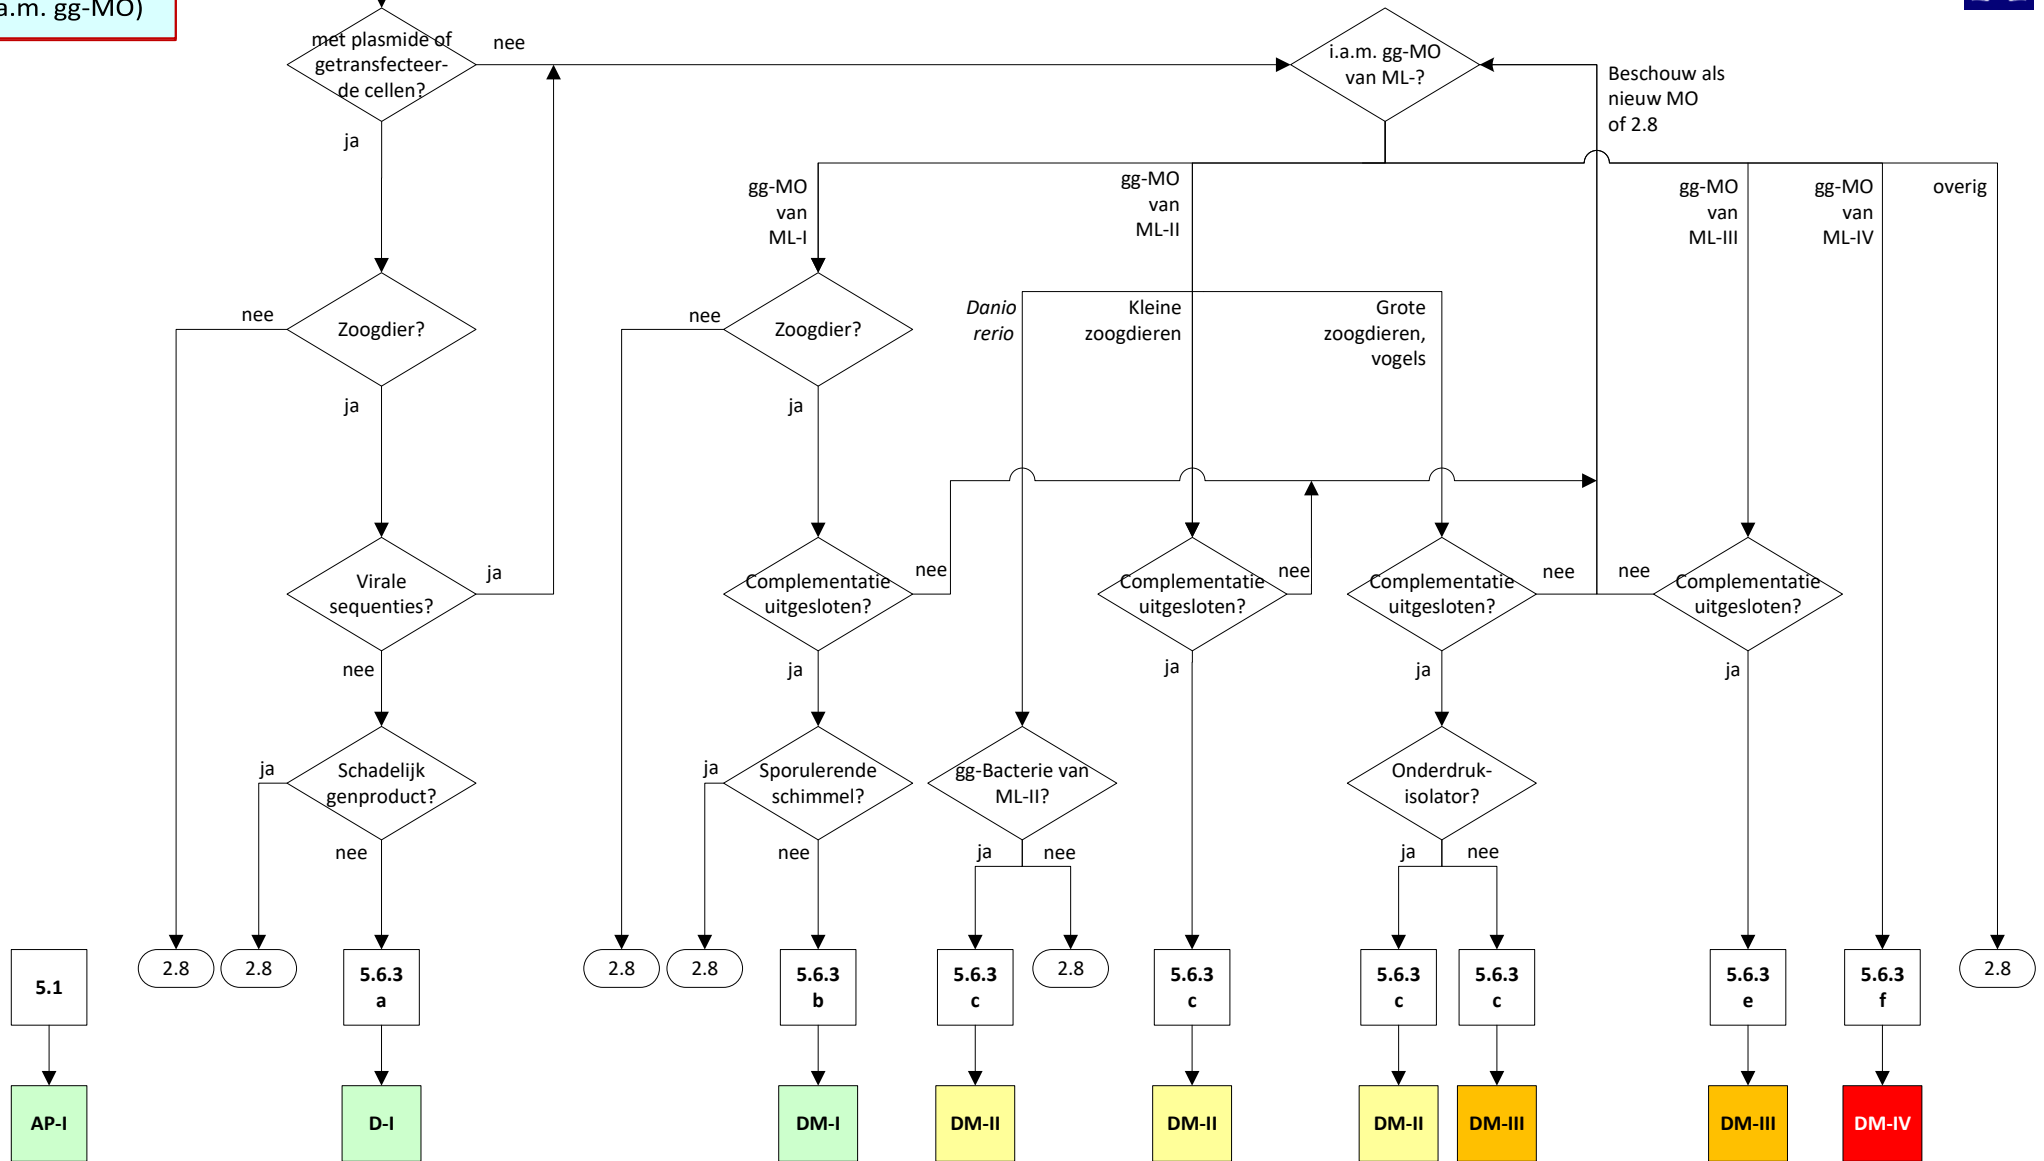 a.m. gg-MO)
met plasmide of
getransfecteer-
de cellen?
nee
ja
i.a.m. gg-MO
van ML-?
Beschouw als
nieuw MO
of 2.8
gg-MO
van
ML-I
gg-MO
van
ML-II
gg-MO
van
ML-III
gg-MO
van
ML-IV
overig
nee
Zoogdier?
ja
nee
Zoogdier?
ja
Danio
rerio
Kleine
zoogdieren
Grote
zoogdieren,
vogels
Virale
sequenties?
ja
nee
Complementatie
uitgesloten?
nee
ja
Complementatie
uitgesloten?
nee
ja
Complementatie
uitgesloten?
nee
ja
nee
Complementatie
uitgesloten?
ja
ja
Schadelijk
genproduct?
nee
ja
Sporulerende
schimmel?
nee
gg-Bacterie van
ML-II?
ja
nee
Onderdruk-
isolator?
ja
nee
5.1
2.8
2.8
5.6.3
a
2.8
2.8
5.6.3
b
5.6.3
c
2.8
5.6.3
c
5.6.3
c
5.6.3
c
5.6.3
e
5.6.3
f
2.8
AP-I
D-I
DM-I
DM-II
DM-II
DM-II
DM-III
DM-III
DM-IV